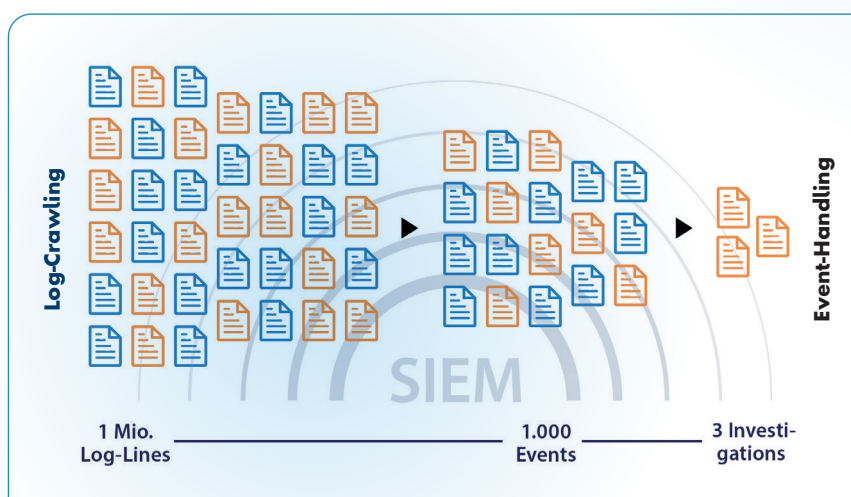 Log-Crawling
SIEM
Event-Handling
1 Mio.
Log-Lines
1.000
Events
3 Investi-
gations